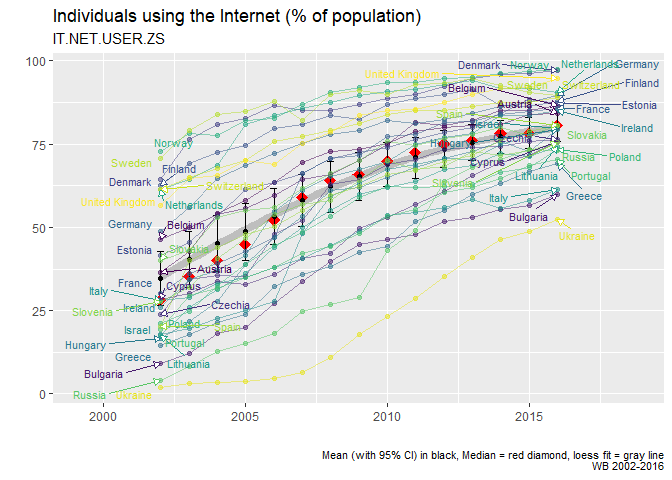 Individuals using the Internet (% of population)
IT.NET.USER.ZS
100
75
50
25
0
Denmark
Norway
Netherlands
Germany
United Kingdom
Belgium
Sweden
Switzerland
Finland
Austria
Estonia
France
Spain
Israel
Ireland
Slovakia
Hungary
Czechia
Russia
Poland
Cyprus
Slovenia
Lithuania
Portugal
Italy
Greece
Bulgaria
Ukraine
Norway
Sweden
Finland
Denmark
Switzerland
United Kingdom
Netherlands
Germany
Belgium
Estonia
Slovakia
Austria
France
Cyprus
Italy
Czechia
Ireland
Slovenia
Israel
Poland
Spain
Hungary
Portugal
Greece
Lithuania
Bulgaria
Russia
Ukraine
2000
2005
2010
2015
Mean (with 95% CI) in black, Median = red diamond, loess fit = gray line
WB 2002-2016